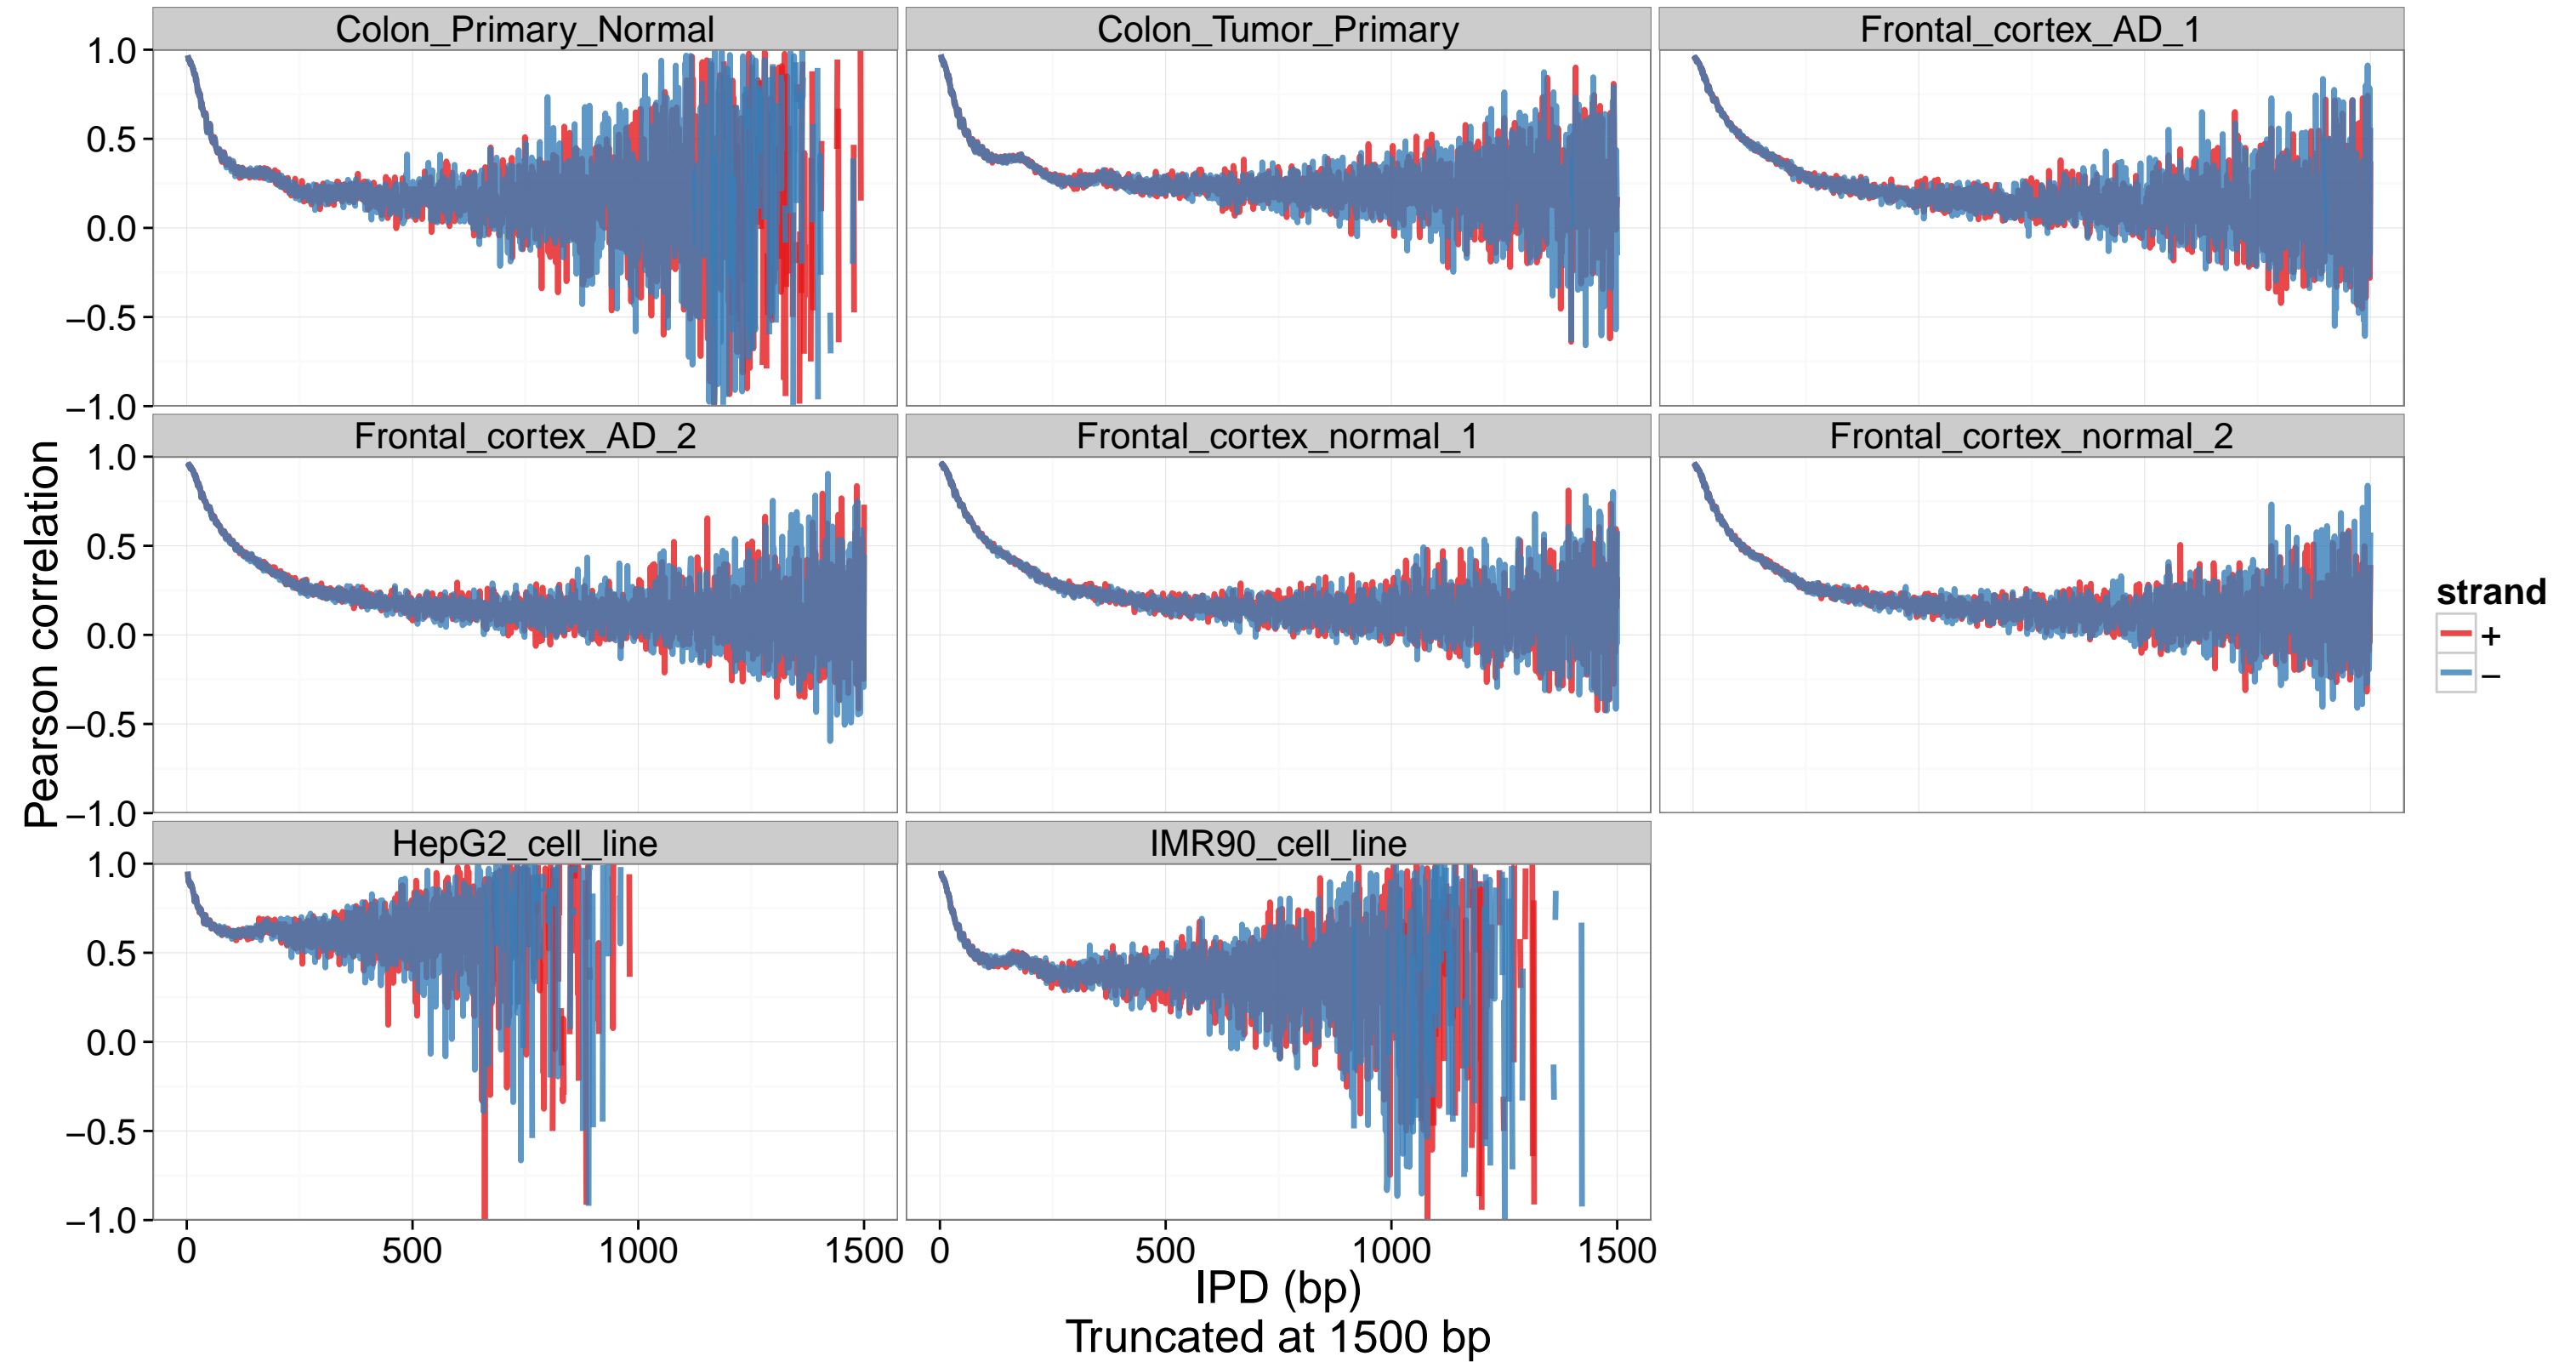 Colon_Primary_Normal
Colon_Tumor_Primary
Frontal_cortex_AD_1
1.0
0.5
0.0
−0.5
−1.0
Frontal_cortex_AD_2
Frontal_cortex_normal_1
Frontal_cortex_normal_2
1.0
0.5
0.0
−0.5
−1.0
Pearson correlation
strand
+
−
HepG2_cell_line
IMR90_cell_line
1.0
0.5
0.0
−0.5
−1.0
0 500 1000 1500
0 500 1000 1500
IPD (bp)
Truncated at 1500 bp